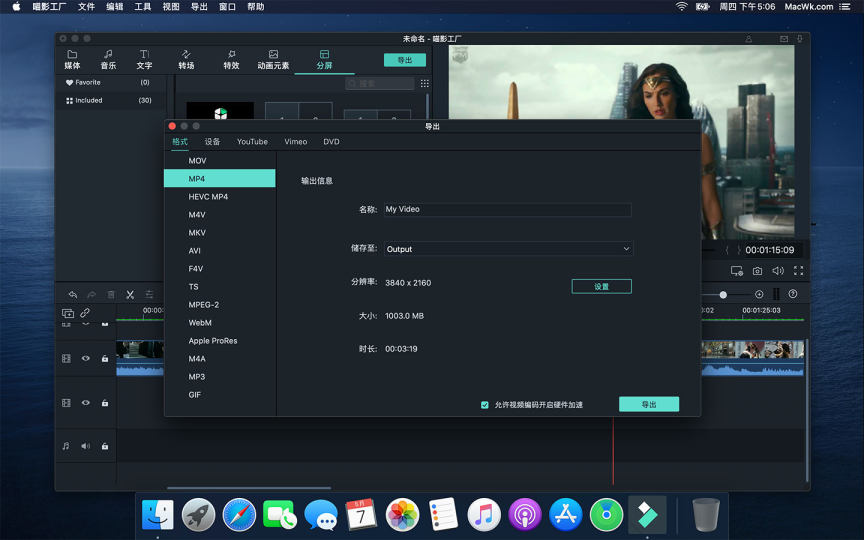 喵影工厂 文件 编辑 工具 视图 导出 窗口 帮助 周四 下午5:06 MacWk.com
未命名 - 喵影工厂
媒体 音乐 文字 转场 特效 动画元素 分屏 导出
Favorite (0)
搜索
Included (30)
导出
格式 设备 YouTube Vimeo DVD
MOV
MP4
HEVC MP4
M4V
MKV
AVI
F4V
TS
MPEG-2
WebM
Apple ProRes
M4A
MP3
GIF
输出信息
名称: My Video
储存至: Output
分辨率: 3840 x 2160 设置
大小: 1003.0 MB
时长: 00:03:19
允许视频编码开启硬件加速 导出
00:01:15:09
00:00: :02 00:01:25:03
5月
7